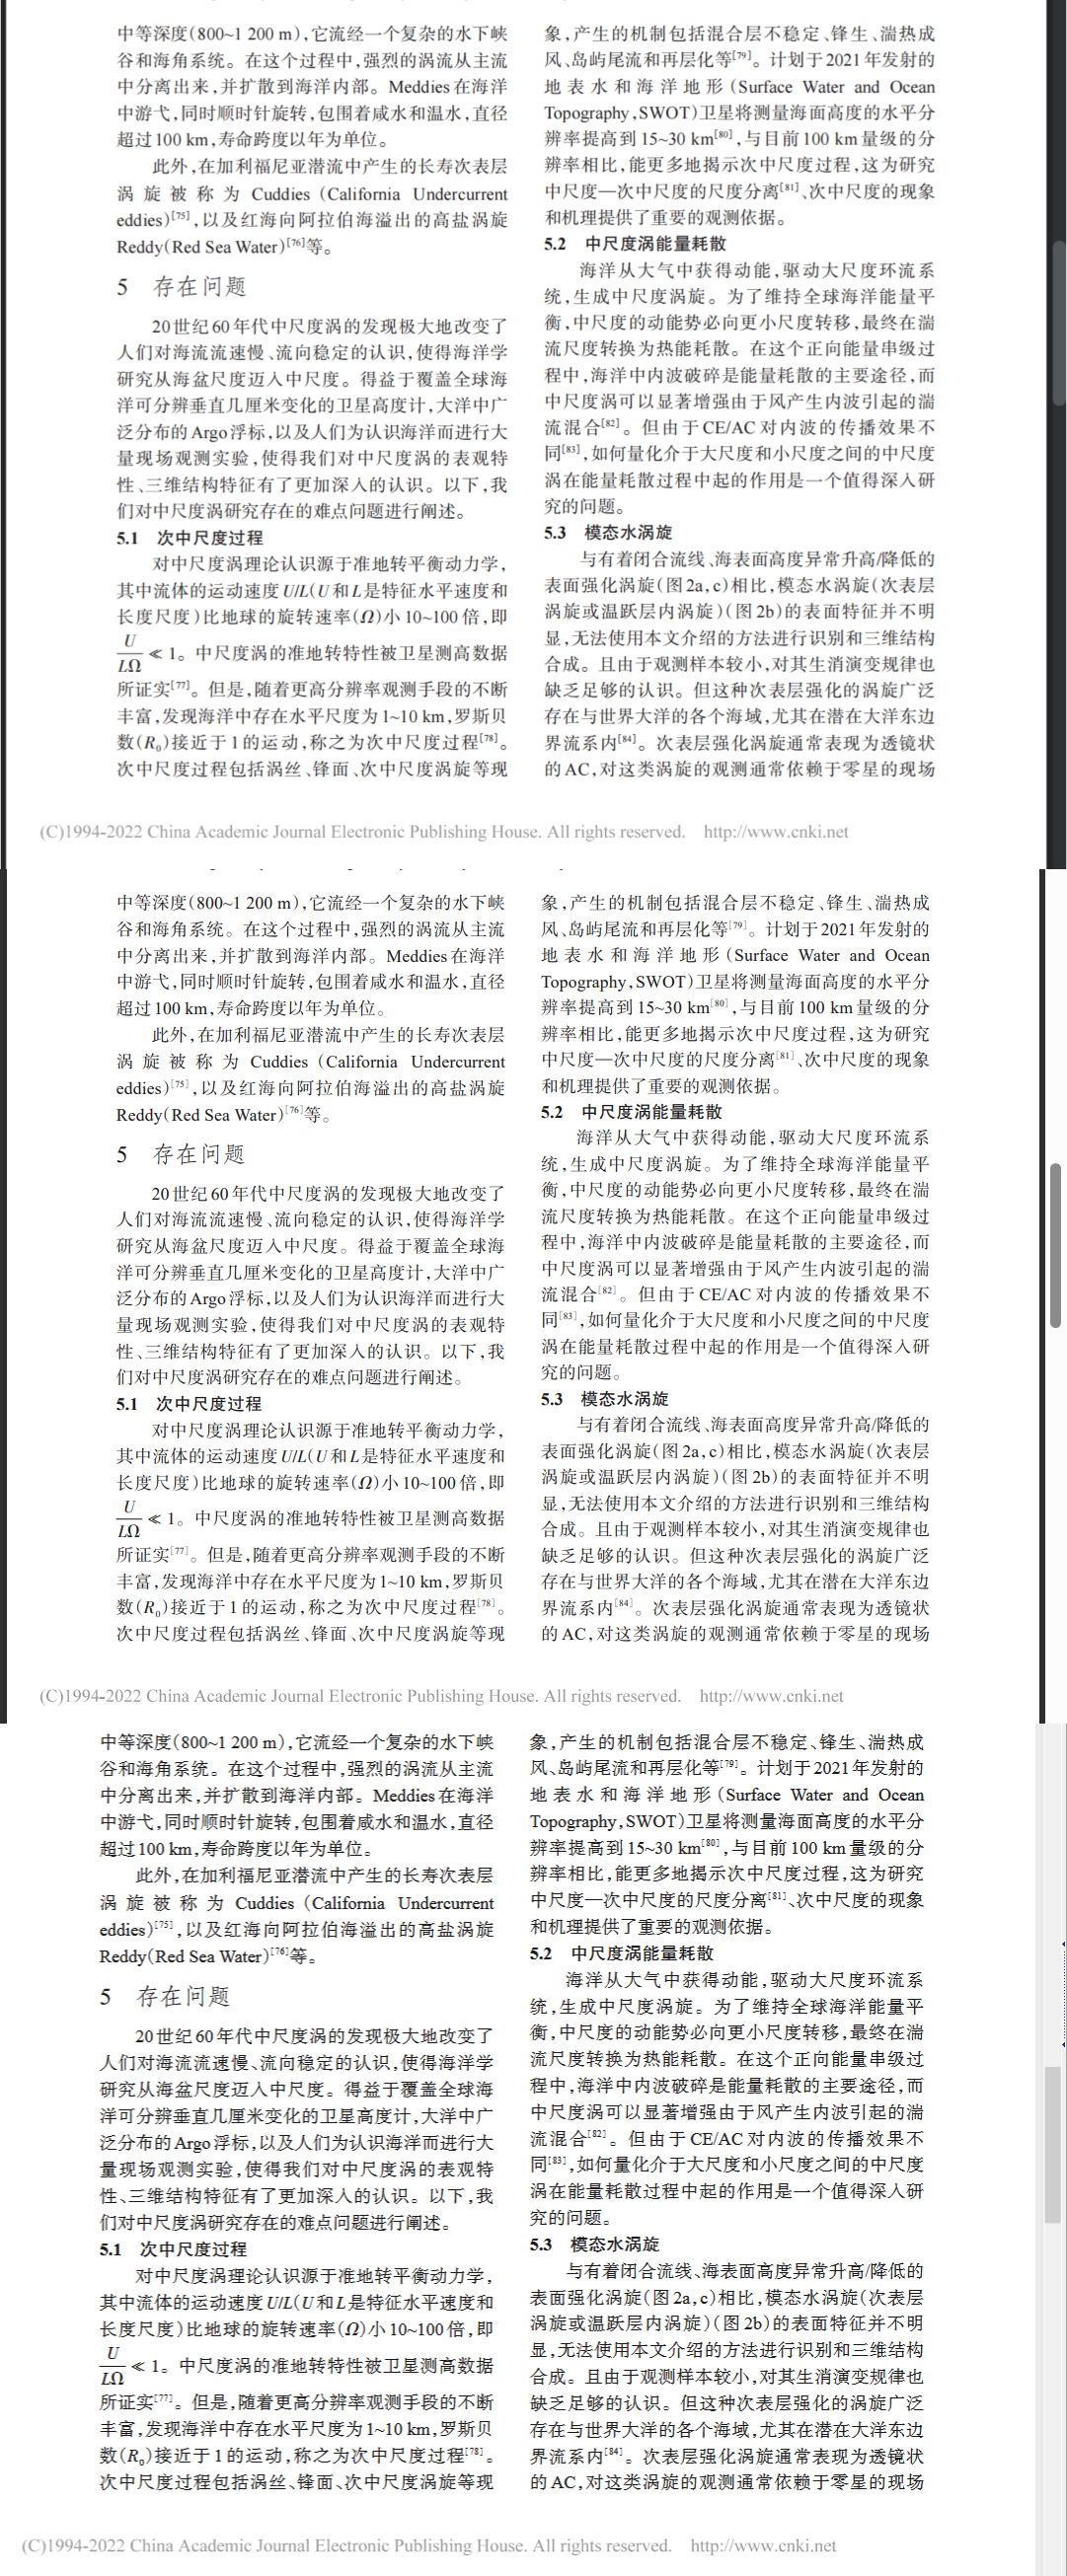 中等深度(800~1 200 m),它流经一个复杂的水下峡
谷和海角系统。在这个过程中,强烈的涡流从主流
中分离出来,并扩散到海洋内部。Meddies在海洋
中游弋,同时顺时针旋转,包围着咸水和温水,直径
超过100 km,寿命跨度以年为单位。
此外,在加利福尼亚潜流中产生的长寿次表层
涡旋被称为 Cuddies (California Undercurrent
eddies)[75],以及红海向阿拉伯海溢出的高盐涡旋
Reddy(Red Sea Water)[76]等。
5 存在问题
20世纪60年代中尺度涡的发现极大地改变了
人们对海流流速慢、流向稳定的认识,使得海洋学
研究从海盆尺度迈入中尺度。得益于覆盖全球海
洋可分辨垂直几厘米变化的卫星高度计,大洋中广
泛分布的Argo浮标,以及人们为认识海洋而进行大
量现场观测实验,使得我们对中尺度涡的表观特
性、三维结构特征有了更加深入的认识。以下,我
们对中尺度涡研究存在的难点问题进行阐述。
5.1 次中尺度过程
对中尺度涡理论认识源于准地转平衡动力学,
其中流体的运动速度U/L(U和L是特征水平速度和
长度尺度)比地球的旋转速率(Ω)小10~100倍,即
U/LΩ ≪ 1。中尺度涡的准地转特性被卫星测高数据
所证实[77]。但是,随着更高分辨率观测手段的不断
丰富,发现海洋中存在水平尺度为1~10 km,罗斯贝
数(R₀)接近于1的运动,称之为次中尺度过程[78]。
次中尺度过程包括涡丝、锋面、次中尺度涡旋等现
象,产生的机制包括混合层不稳定、锋生、湍热成
风、岛屿尾流和再层化等[79]。计划于2021年发射的
地表水和海洋地形(Surface Water and Ocean
Topography,SWOT)卫星将测量海面高度的水平分
辨率提高到15~30 km[80],与目前100 km量级的分
辨率相比,能更多地揭示次中尺度过程,这为研究
中尺度—次中尺度的尺度分离[81]、次中尺度的现象
和机理提供了重要的观测依据。
5.2 中尺度涡能量耗散
海洋从大气中获得动能,驱动大尺度环流系
统,生成中尺度涡旋。为了维持全球海洋能量平
衡,中尺度的动能势必向更小尺度转移,最终在湍
流尺度转换为热能耗散。在这个正向能量串级过
程中,海洋中内波破碎是能量耗散的主要途径,而
中尺度涡可以显著增强由于风产生内波引起的湍
流混合[82]。但由于CE/AC对内波的传播效果不
同[83],如何量化介于大尺度和小尺度之间的中尺度
涡在能量耗散过程中起的作用是一个值得深入研
究的问题。
5.3 模态水涡旋
与有着闭合流线、海表面高度异常升高/降低的
表面强化涡旋(图2a,c)相比,模态水涡旋(次表层
涡旋或温跃层内涡旋)(图2b)的表面特征并不明
显,无法使用本文介绍的方法进行识别和三维结构
合成。且由于观测样本较小,对其生消演变规律也
缺乏足够的认识。但这种次表层强化的涡旋广泛
存在与世界大洋的各个海域,尤其在潜在大洋东边
界流系内[84]。次表层强化涡旋通常表现为透镜状
的AC,对这类涡旋的观测通常依赖于零星的现场
(C)1994-2022 China Academic Journal Electronic Publishing House. All rights reserved. http://www.cnki.net
中等深度(800~1 200 m),它流经一个复杂的水下峡
谷和海角系统。在这个过程中,强烈的涡流从主流
中分离出来,并扩散到海洋内部。Meddies在海洋
中游弋,同时顺时针旋转,包围着咸水和温水,直径
超过100 km,寿命跨度以年为单位。
此外,在加利福尼亚潜流中产生的长寿次表层
涡旋被称为 Cuddies (California Undercurrent
eddies)[75],以及红海向阿拉伯海溢出的高盐涡旋
Reddy(Red Sea Water)[76]等。
5 存在问题
20世纪60年代中尺度涡的发现极大地改变了
人们对海流流速慢、流向稳定的认识,使得海洋学
研究从海盆尺度迈入中尺度。得益于覆盖全球海
洋可分辨垂直几厘米变化的卫星高度计,大洋中广
泛分布的Argo浮标,以及人们为认识海洋而进行大
量现场观测实验,使得我们对中尺度涡的表观特
性、三维结构特征有了更加深入的认识。以下,我
们对中尺度涡研究存在的难点问题进行阐述。
5.1 次中尺度过程
对中尺度涡理论认识源于准地转平衡动力学,
其中流体的运动速度U/L(U和L是特征水平速度和
长度尺度)比地球的旋转速率(Ω)小10~100倍,即
U/LΩ ≪ 1。中尺度涡的准地转特性被卫星测高数据
所证实[77]。但是,随着更高分辨率观测手段的不断
丰富,发现海洋中存在水平尺度为1~10 km,罗斯贝
数(R₀)接近于1的运动,称之为次中尺度过程[78]。
次中尺度过程包括涡丝、锋面、次中尺度涡旋等现
象,产生的机制包括混合层不稳定、锋生、湍热成
风、岛屿尾流和再层化等[79]。计划于2021年发射的
地表水和海洋地形(Surface Water and Ocean
Topography,SWOT)卫星将测量海面高度的水平分
辨率提高到15~30 km[80],与目前100 km量级的分
辨率相比,能更多地揭示次中尺度过程,这为研究
中尺度—次中尺度的尺度分离[81]、次中尺度的现象
和机理提供了重要的观测依据。
5.2 中尺度涡能量耗散
海洋从大气中获得动能,驱动大尺度环流系
统,生成中尺度涡旋。为了维持全球海洋能量平
衡,中尺度的动能势必向更小尺度转移,最终在湍
流尺度转换为热能耗散。在这个正向能量串级过
程中,海洋中内波破碎是能量耗散的主要途径,而
中尺度涡可以显著增强由于风产生内波引起的湍
流混合[82]。但由于CE/AC对内波的传播效果不
同[83],如何量化介于大尺度和小尺度之间的中尺度
涡在能量耗散过程中起的作用是一个值得深入研
究的问题。
5.3 模态水涡旋
与有着闭合流线、海表面高度异常升高/降低的
表面强化涡旋(图2a,c)相比,模态水涡旋(次表层
涡旋或温跃层内涡旋)(图2b)的表面特征并不明
显,无法使用本文介绍的方法进行识别和三维结构
合成。且由于观测样本较小,对其生消演变规律也
缺乏足够的认识。但这种次表层强化的涡旋广泛
存在与世界大洋的各个海域,尤其在潜在大洋东边
界流系内[84]。次表层强化涡旋通常表现为透镜状
的AC,对这类涡旋的观测通常依赖于零星的现场
(C)1994-2022 China Academic Journal Electronic Publishing House. All rights reserved. http://www.cnki.net
中等深度(800~1 200 m),它流经一个复杂的水下峡
谷和海角系统。在这个过程中,强烈的涡流从主流
中分离出来,并扩散到海洋内部。Meddies在海洋
中游弋,同时顺时针旋转,包围着咸水和温水,直径
超过100 km,寿命跨度以年为单位。
此外,在加利福尼亚潜流中产生的长寿次表层
涡旋被称为 Cuddies (California Undercurrent
eddies)[75],以及红海向阿拉伯海溢出的高盐涡旋
Reddy(Red Sea Water)[76]等。
5 存在问题
20世纪60年代中尺度涡的发现极大地改变了
人们对海流流速慢、流向稳定的认识,使得海洋学
研究从海盆尺度迈入中尺度。得益于覆盖全球海
洋可分辨垂直几厘米变化的卫星高度计,大洋中广
泛分布的Argo浮标,以及人们为认识海洋而进行大
量现场观测实验,使得我们对中尺度涡的表观特
性、三维结构特征有了更加深入的认识。以下,我
们对中尺度涡研究存在的难点问题进行阐述。
5.1 次中尺度过程
对中尺度涡理论认识源于准地转平衡动力学,
其中流体的运动速度U/L(U和L是特征水平速度和
长度尺度)比地球的旋转速率(Ω)小10~100倍,即
U/LΩ ≪ 1。中尺度涡的准地转特性被卫星测高数据
所证实[77]。但是,随着更高分辨率观测手段的不断
丰富,发现海洋中存在水平尺度为1~10 km,罗斯贝
数(R₀)接近于1的运动,称之为次中尺度过程[78]。
次中尺度过程包括涡丝、锋面、次中尺度涡旋等现
象,产生的机制包括混合层不稳定、锋生、湍热成
风、岛屿尾流和再层化等[79]。计划于2021年发射的
地表水和海洋地形(Surface Water and Ocean
Topography,SWOT)卫星将测量海面高度的水平分
辨率提高到15~30 km[80],与目前100 km量级的分
辨率相比,能更多地揭示次中尺度过程,这为研究
中尺度—次中尺度的尺度分离[81]、次中尺度的现象
和机理提供了重要的观测依据。
5.2 中尺度涡能量耗散
海洋从大气中获得动能,驱动大尺度环流系
统,生成中尺度涡旋。为了维持全球海洋能量平
衡,中尺度的动能势必向更小尺度转移,最终在湍
流尺度转换为热能耗散。在这个正向能量串级过
程中,海洋中内波破碎是能量耗散的主要途径,而
中尺度涡可以显著增强由于风产生内波引起的湍
流混合[82]。但由于CE/AC对内波的传播效果不
同[83],如何量化介于大尺度和小尺度之间的中尺度
涡在能量耗散过程中起的作用是一个值得深入研
究的问题。
5.3 模态水涡旋
与有着闭合流线、海表面高度异常升高/降低的
表面强化涡旋(图2a,c)相比,模态水涡旋(次表层
涡旋或温跃层内涡旋)(图2b)的表面特征并不明
显,无法使用本文介绍的方法进行识别和三维结构
合成。且由于观测样本较小,对其生消演变规律也
缺乏足够的认识。但这种次表层强化的涡旋广泛
存在与世界大洋的各个海域,尤其在潜在大洋东边
界流系内[84]。次表层强化涡旋通常表现为透镜状
的AC,对这类涡旋的观测通常依赖于零星的现场
(C)1994-2022 China Academic Journal Electronic Publishing House. All rights reserved. http://www.cnki.net